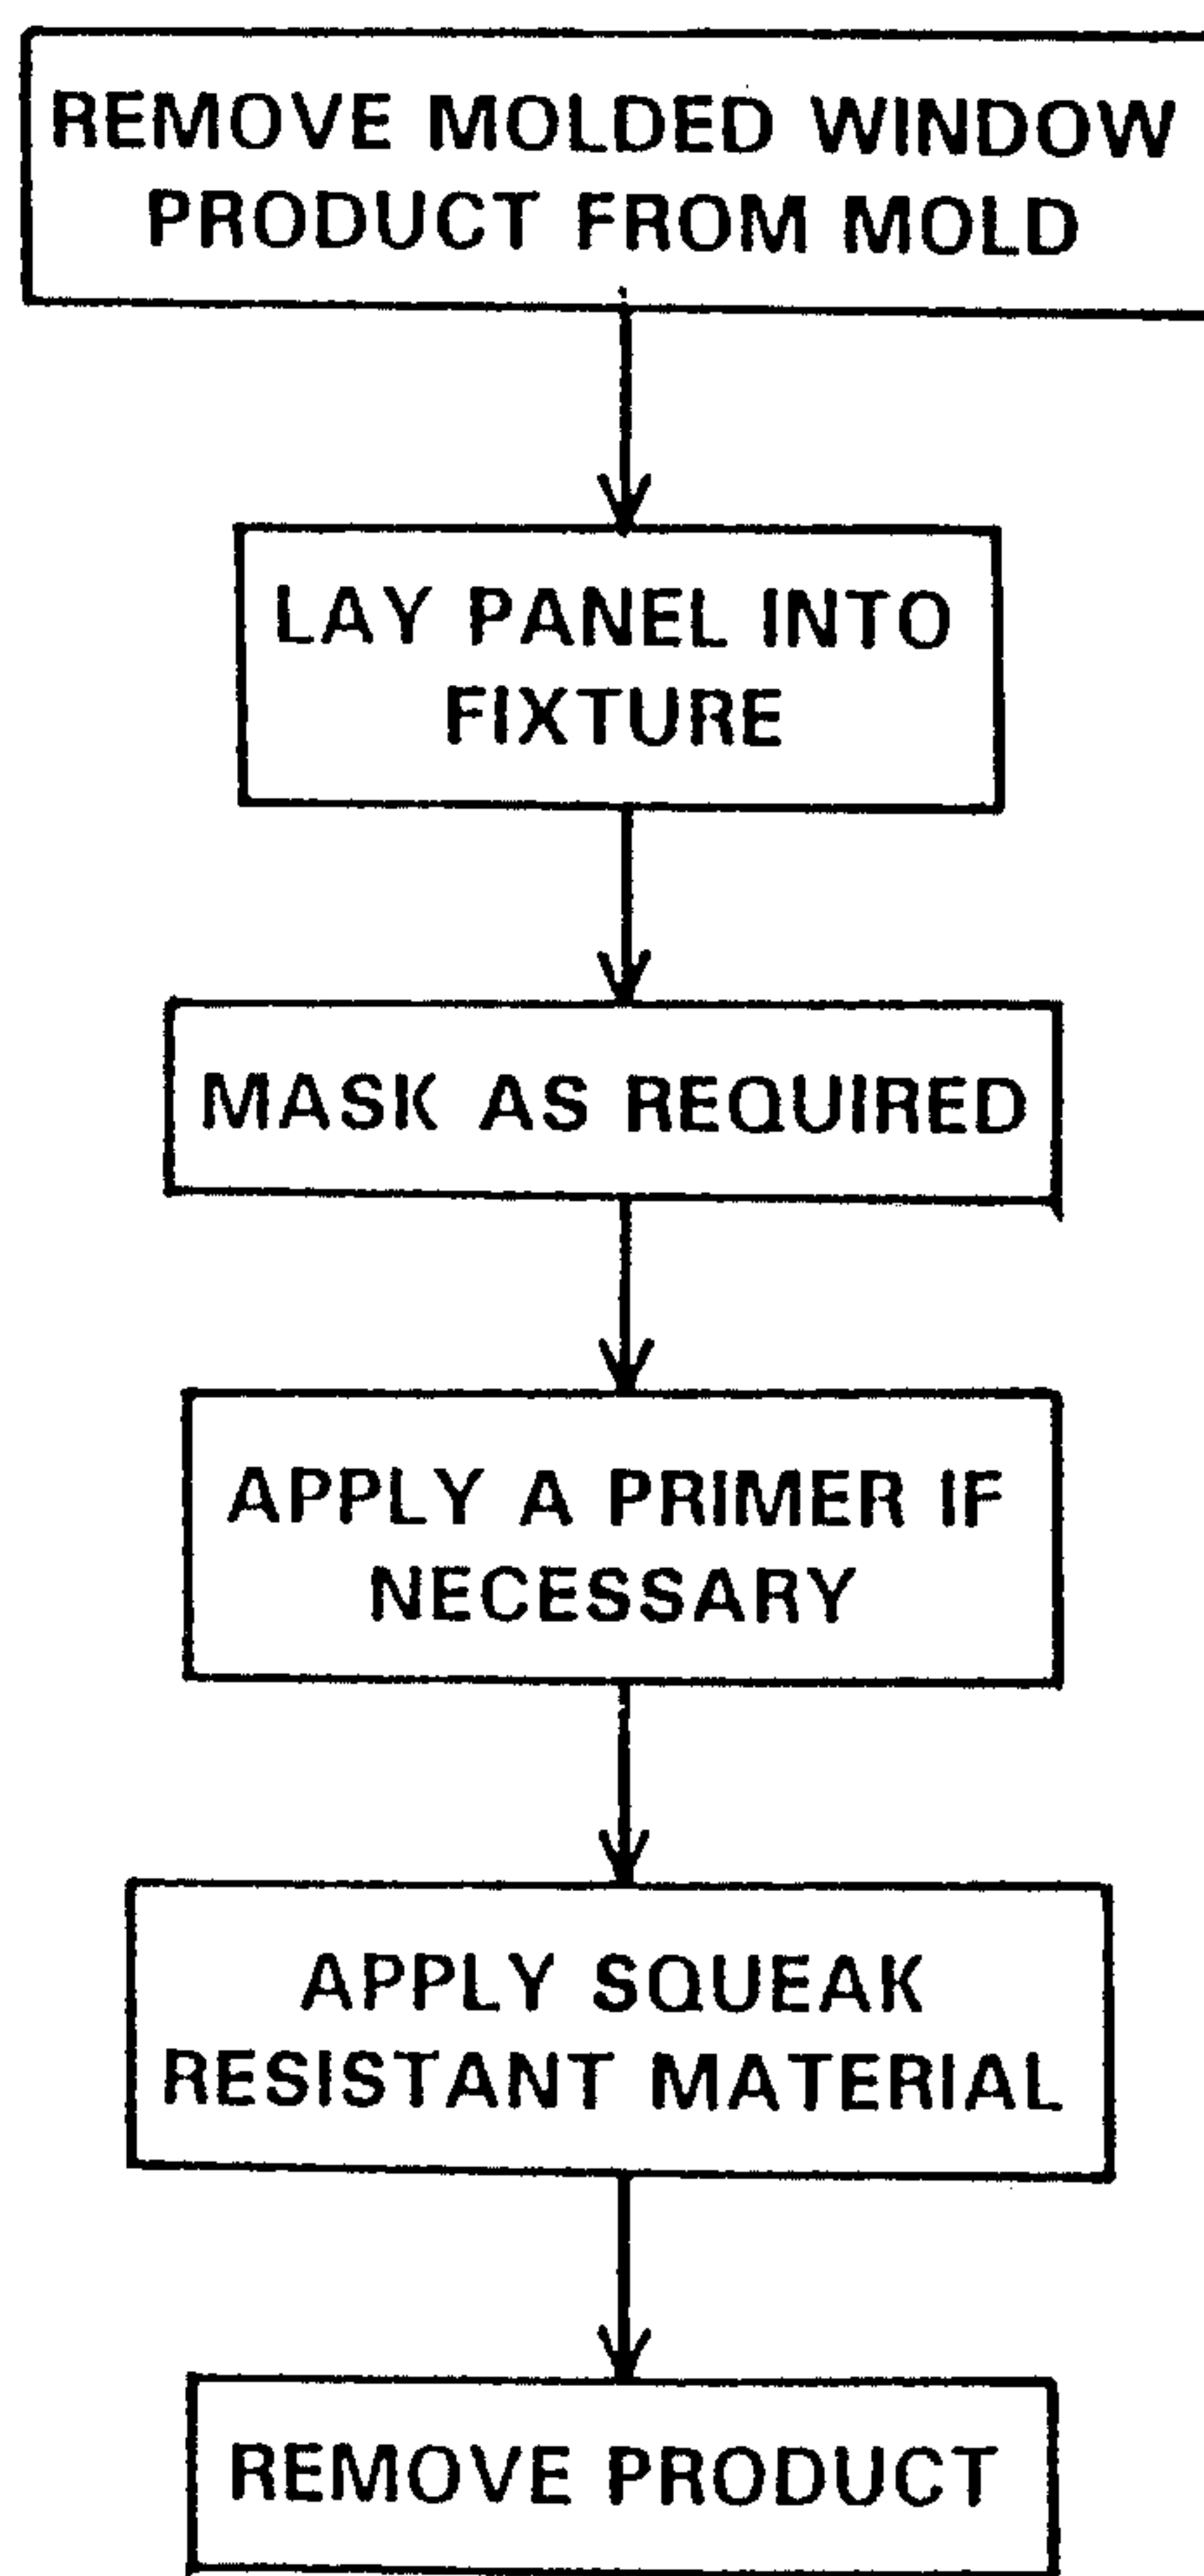 REMOVE MOLDED WINDOW
PRODUCT FROM MOLD
LAY PANEL INTO
FIXTURE
MASK AS REQUIRED
APPLY A PRIMER IF
NECESSARY
APPLY SQUEAK
RESISTANT MATERIAL
REMOVE PRODUCT